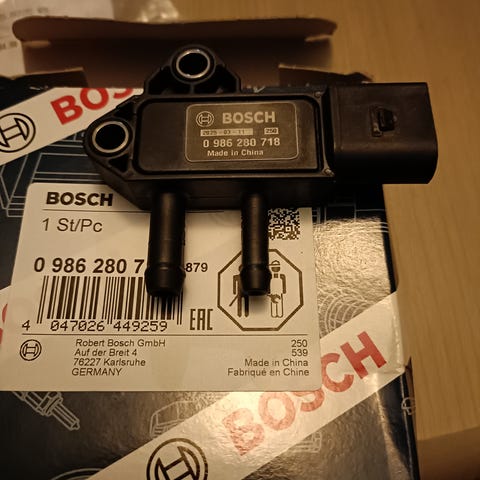 BOSCH
BOSCH
2025-03-11 250
0 986 280 718
Made in China
BOSCH
1 St/Pc
0 986 280 7
879
4 047026 449259
EAC
Robert Bosch GmbH
Auf der Breit 4
76227 Karlsruhe
GERMANY
250
539
Made in China
Fabriqué en Chine
BOSCH